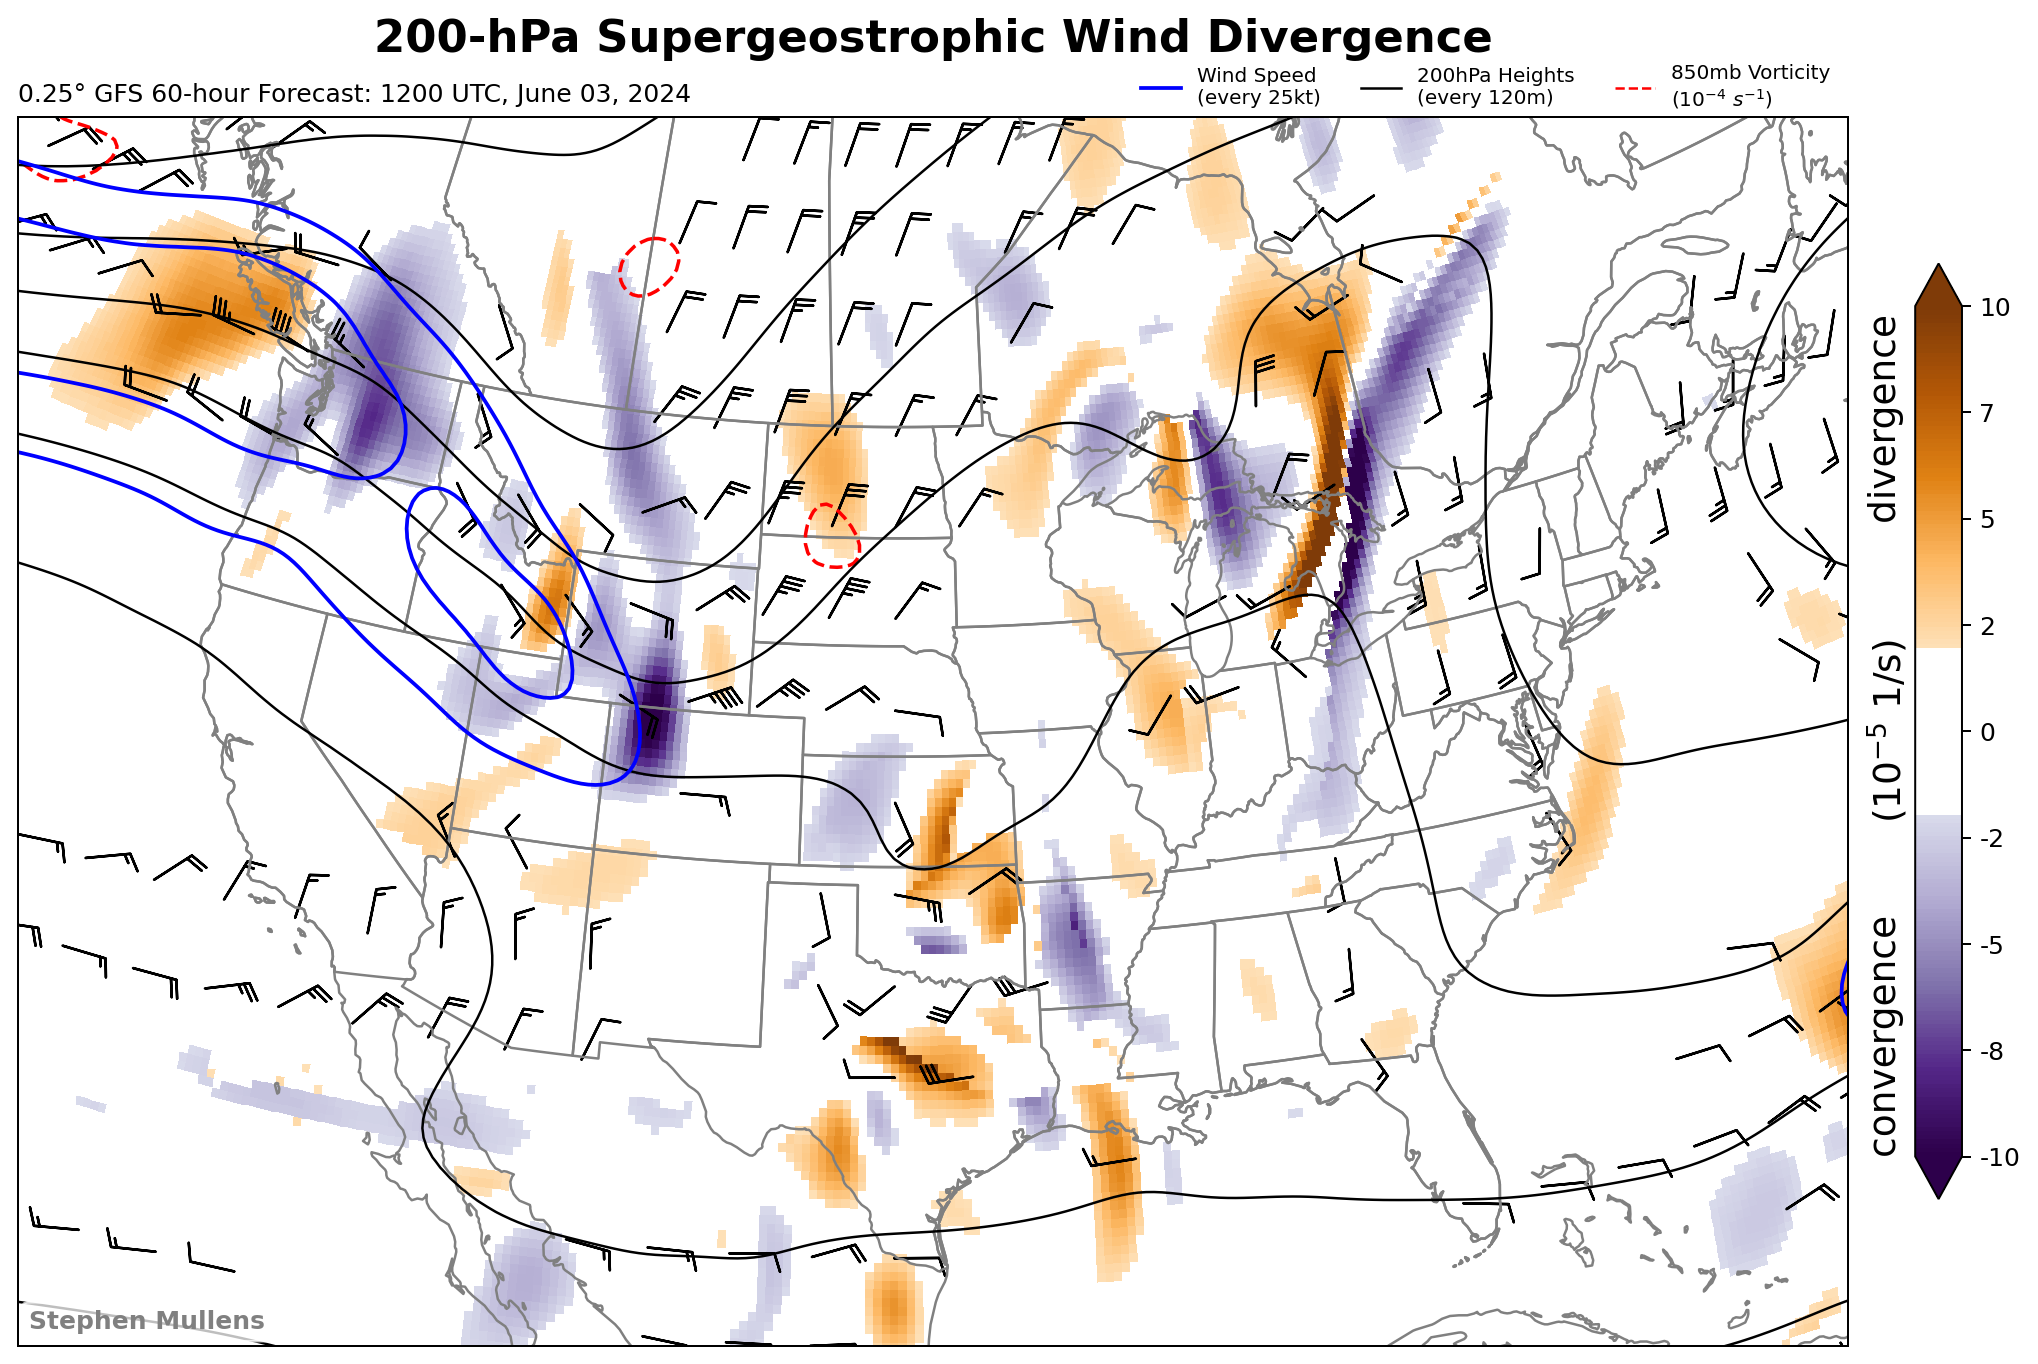 200-hPa Supergeostrophic Wind Divergence
0.25° GFS 60-hour Forecast: 1200 UTC, June 03, 2024
Wind Speed
(every 25kt)
200hPa Heights
(every 120m)
850mb Vorticity
(10⁻⁴ s⁻¹)
10
7
5
2
0
-2
-5
-8
-10
convergence (10⁻⁵ 1/s) divergence
Stephen Mullens